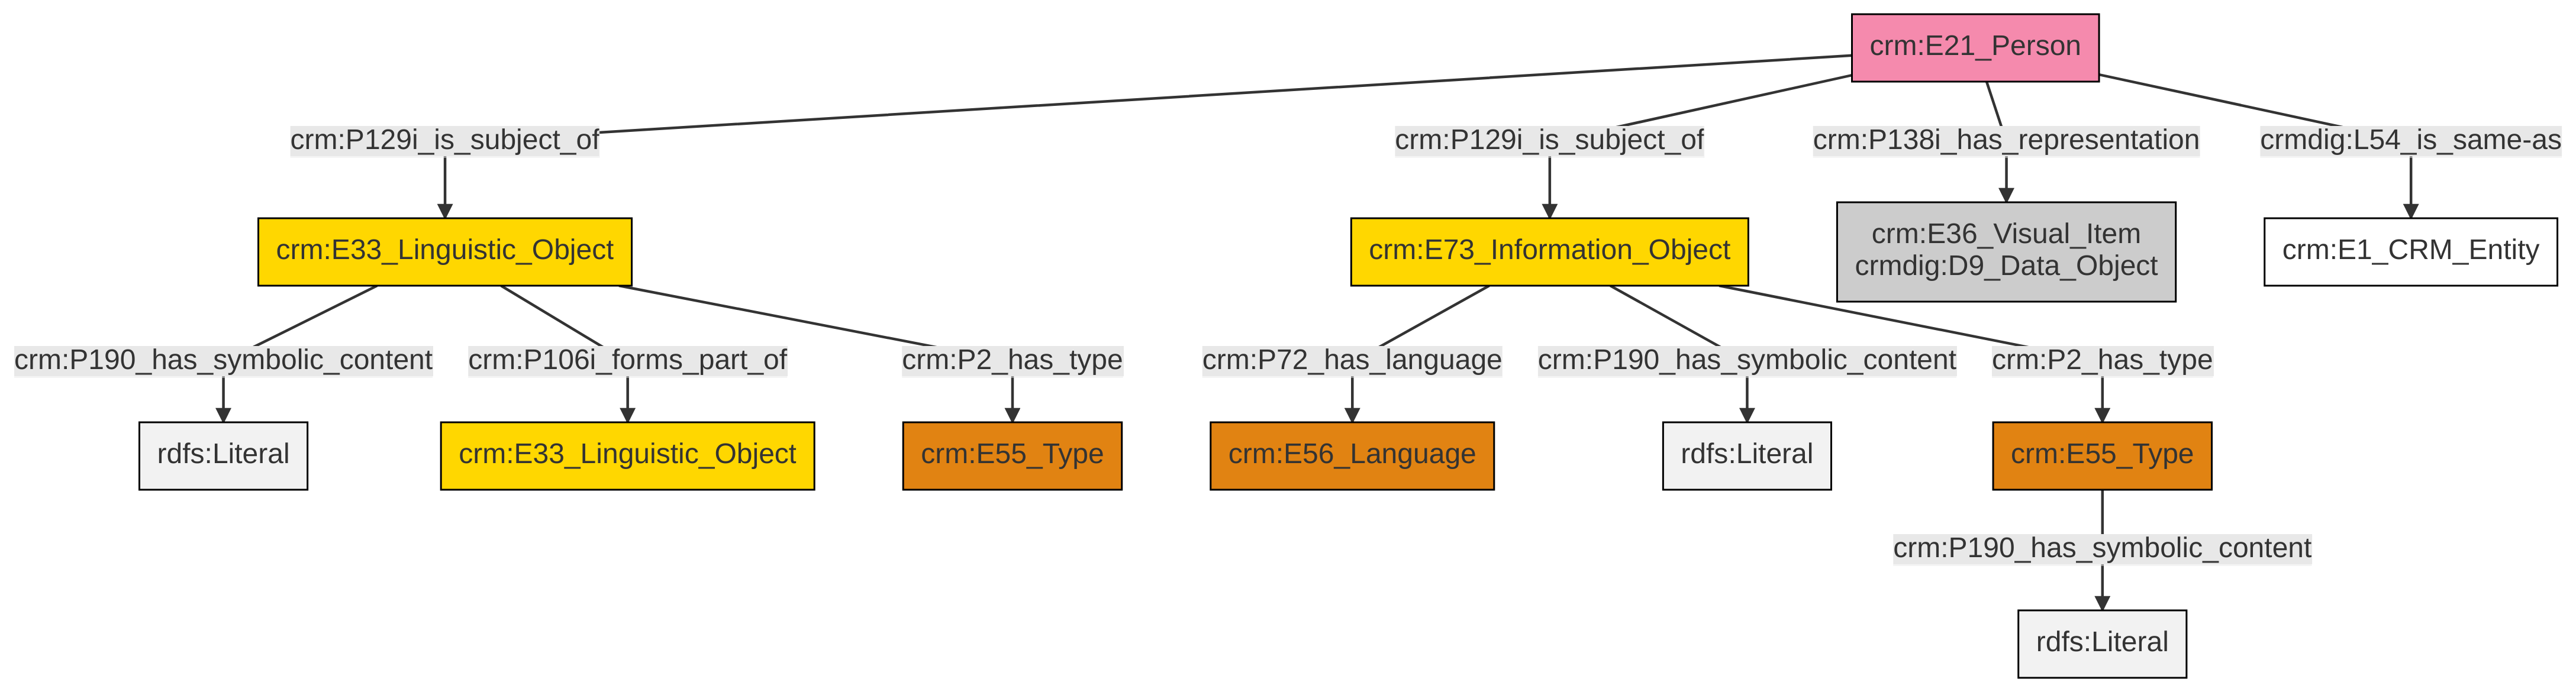 crm:E21_Person
crm:P129i_is_subject_of
crm:P129i_is_subject_of
crm:P138i_has_representation
crmdig:L54_is_same-as
crm:E33_Linguistic_Object
crm:E73_Information_Object
crm:E36_Visual_Item
crmdig:D9_Data_Object
crm:E1_CRM_Entity
crm:P190_has_symbolic_content
crm:P106i_forms_part_of
crm:P2_has_type
crm:P72_has_language
crm:P190_has_symbolic_content
crm:P2_has_type
rdfs:Literal
crm:E33_Linguistic_Object
crm:E55_Type
crm:E56_Language
rdfs:Literal
crm:E55_Type
crm:P190_has_symbolic_content
rdfs:Literal